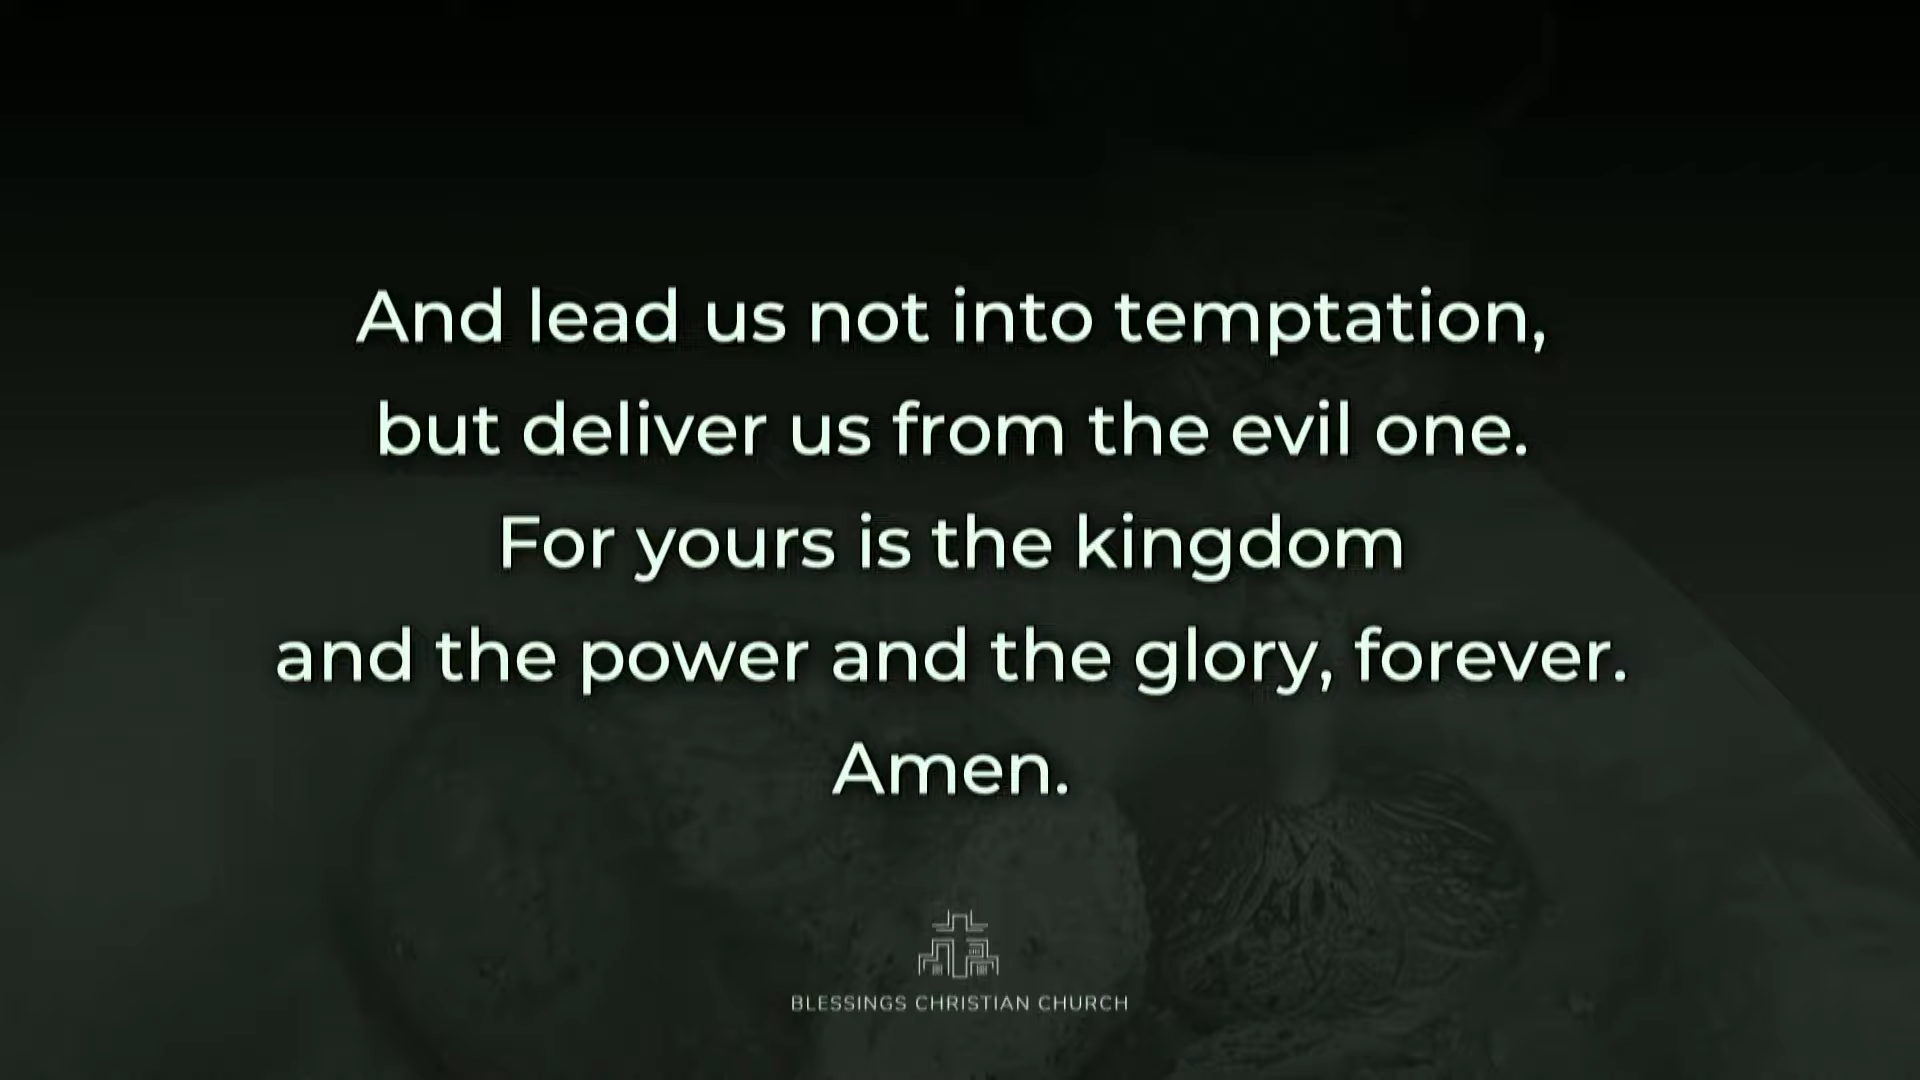 And lead us not into temptation,
but deliver us from the evil one.
For yours is the kingdom
and the power and the glory, forever.
Amen.
BLESSINGS CHRISTIAN CHURCH